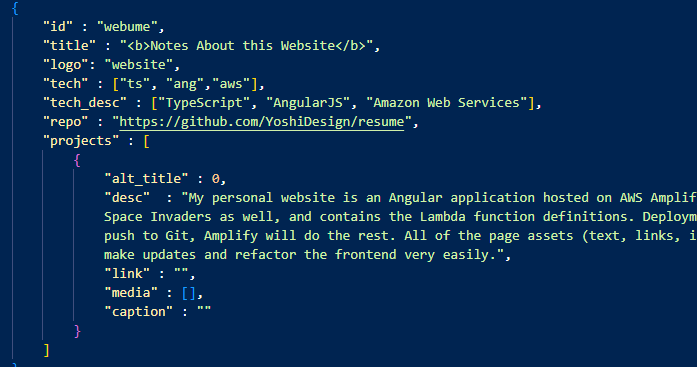 {
"id" : "webume",
"title" : "<b>Notes About this Website</b>",
"logo": "website",
"tech" : ["ts", "ang","aws"],
"tech_desc" : ["TypeScript", "AngularJS", "Amazon Web Services"],
"repo" : "https://github.com/YoshiDesign/resume",
"projects" : [
{
"alt_title" : 0,
"desc"  : "My personal website is an Angular application hosted on AWS Amplif
Space Invaders as well, and contains the Lambda function definitions. Deploym
push to Git, Amplify will do the rest. All of the page assets (text, links, i
make updates and refactor the frontend very easily.",
"link" : "",
"media" : [],
"caption" : ""
}
]
}